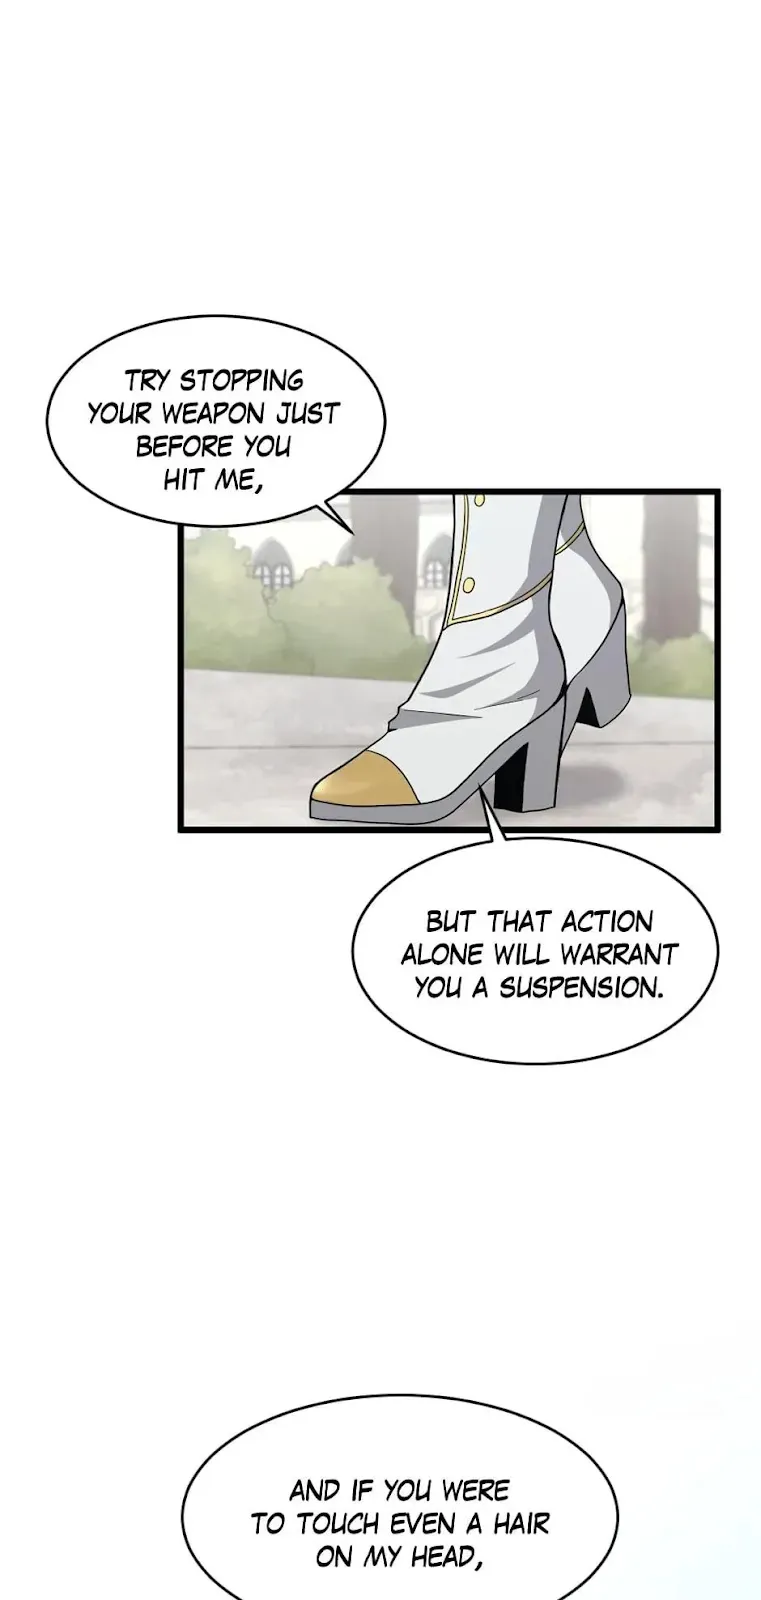 TRY STOPPING
YOUR WEAPON JUST
BEFORE YOU
HIT ME,
BUT THAT ACTION
ALONE WILL WARRANT
YOU A SUSPENSION.
AND IF YOU WERE
TO TOUCH EVEN A HAIR
ON MY HEAD,